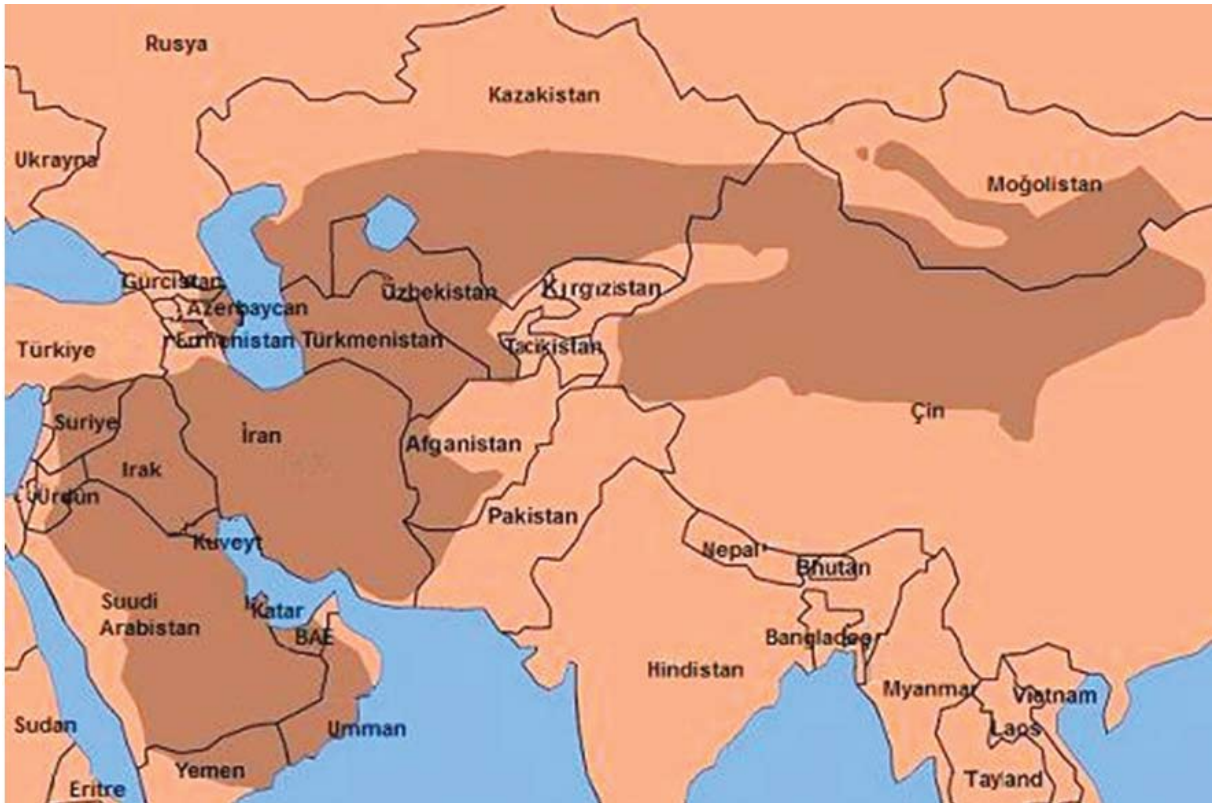 Rusya
Kazakistan
Ukrayna
Moğolistan
Gürcistan
Özbekistan
Kırgızistan
Azerbaycan
Ermenistan
Türkmenistan
Tacikistan
Türkiye
Çin
Suriye
İran
Afganistan
Irak
Ürdün
Pakistan
Kuveyt
Nepal
Bhutan
Suudi
Arabistan
Katar
BAE
Bangladeş
Hindistan
Myanmar
Viatnam
Sudan
Umman
Laos
Yemen
Tayland
Eritre